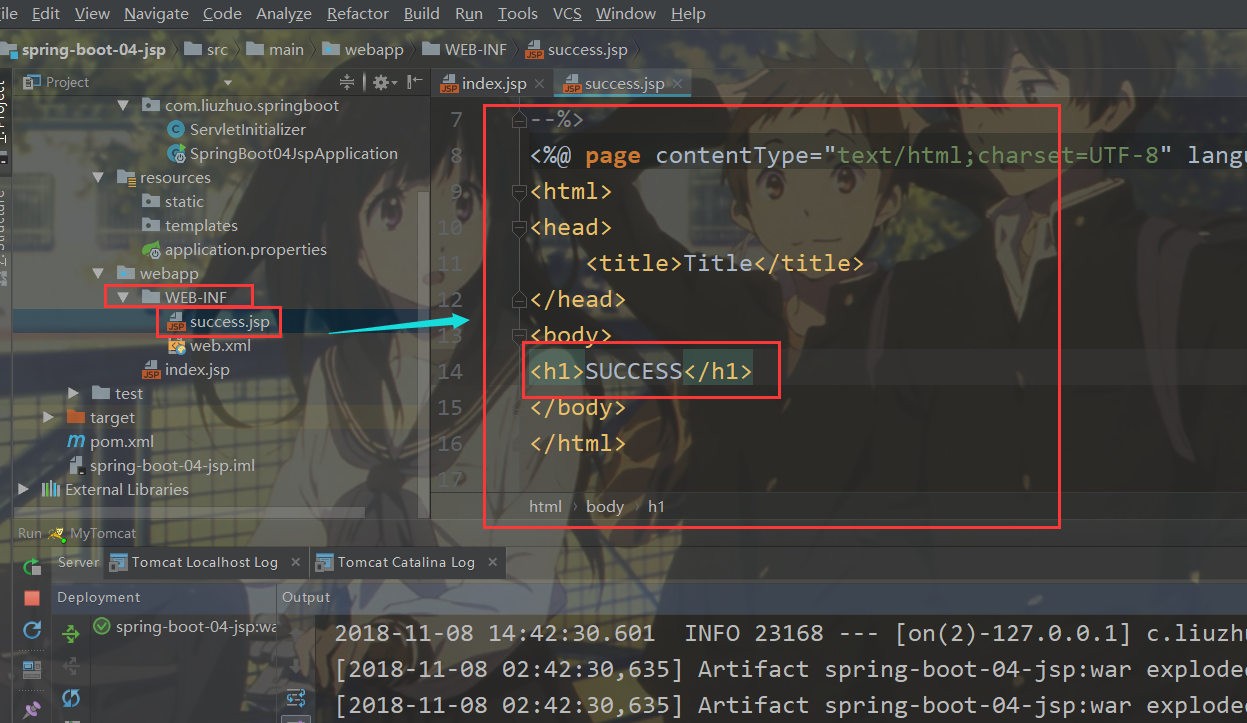 ile Edit View Navigate Code Analyze Refactor Build Run Tools VCS Window Help
spring-boot-04-jsp src main webapp WEB-INF success.jsp
Project
index.jsp success.jsp
1: Project
com.liuzhuo.springboot
ServletInitializer
SpringBoot04JspApplication
resources
static
templates
application.properties
webapp
WEB-INF
success.jsp
web.xml
index.jsp
test
target
pom.xml
spring-boot-04-jsp.iml
External Libraries
7 --%>
8 <%@ page contentType="text/html;charset=UTF-8" langu
9 <html>
10 <head>
11 <title>Title</title>
12 </head>
13 <body>
14 <h1>SUCCESS</h1>
15 </body>
16 </html>
17
html body h1
Run MyTomcat
Server Tomcat Localhost Log Tomcat Catalina Log
Deployment Output
spring-boot-04-jsp:wa
2018-11-08 14:42:30.601 INFO 23168 --- [on(2)-127.0.0.1] c.liuzhu
[2018-11-08 02:42:30,635] Artifact spring-boot-04-jsp:war exploded
[2018-11-08 02:42:30,635] Artifact spring-boot-04-jsp:war exploded